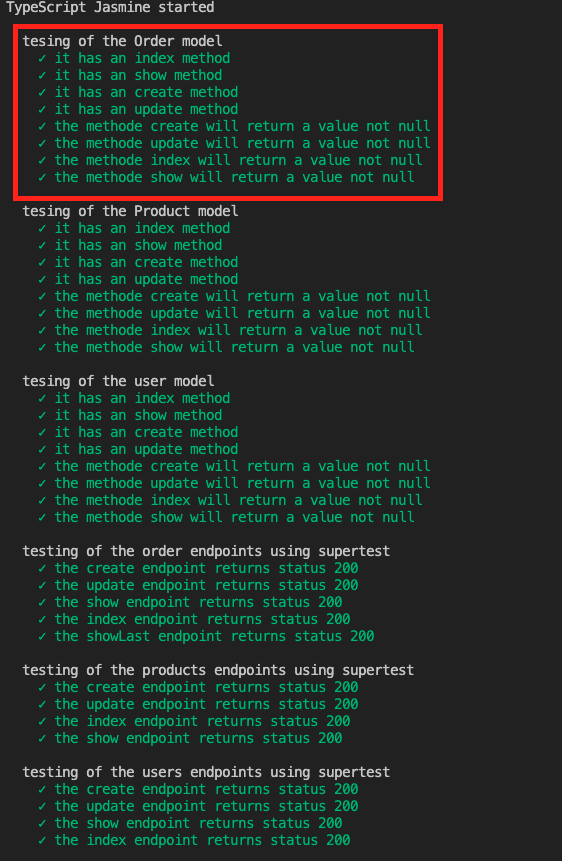 TypeScript Jasmine started
tesing of the Order model
✓ it has an index method
✓ it has an show method
✓ it has an create method
✓ it has an update method
✓ the methode create will return a value not null
✓ the methode update will return a value not null
✓ the methode index will return a value not null
✓ the methode show will return a value not null
tesing of the Product model
✓ it has an index method
✓ it has an show method
✓ it has an create method
✓ it has an update method
✓ the methode create will return a value not null
✓ the methode update will return a value not null
✓ the methode index will return a value not null
✓ the methode show will return a value not null
tesing of the user model
✓ it has an index method
✓ it has an show method
✓ it has an create method
✓ it has an update method
✓ the methode create will return a value not null
✓ the methode update will return a value not null
✓ the methode index will return a value not null
✓ the methode show will return a value not null
testing of the order endpoints using supertest
✓ the create endpoint returns status 200
✓ the update endpoint returns status 200
✓ the show endpoint returns status 200
✓ the index endpoint returns status 200
✓ the showLast endpoint returns status 200
testing of the products endpoints using supertest
✓ the create endpoint returns status 200
✓ the update endpoint returns status 200
✓ the index endpoint returns status 200
✓ the show endpoint returns status 200
testing of the users endpoints using supertest
✓ the create endpoint returns status 200
✓ the update endpoint returns status 200
✓ the show endpoint returns status 200
✓ the index endpoint returns status 200